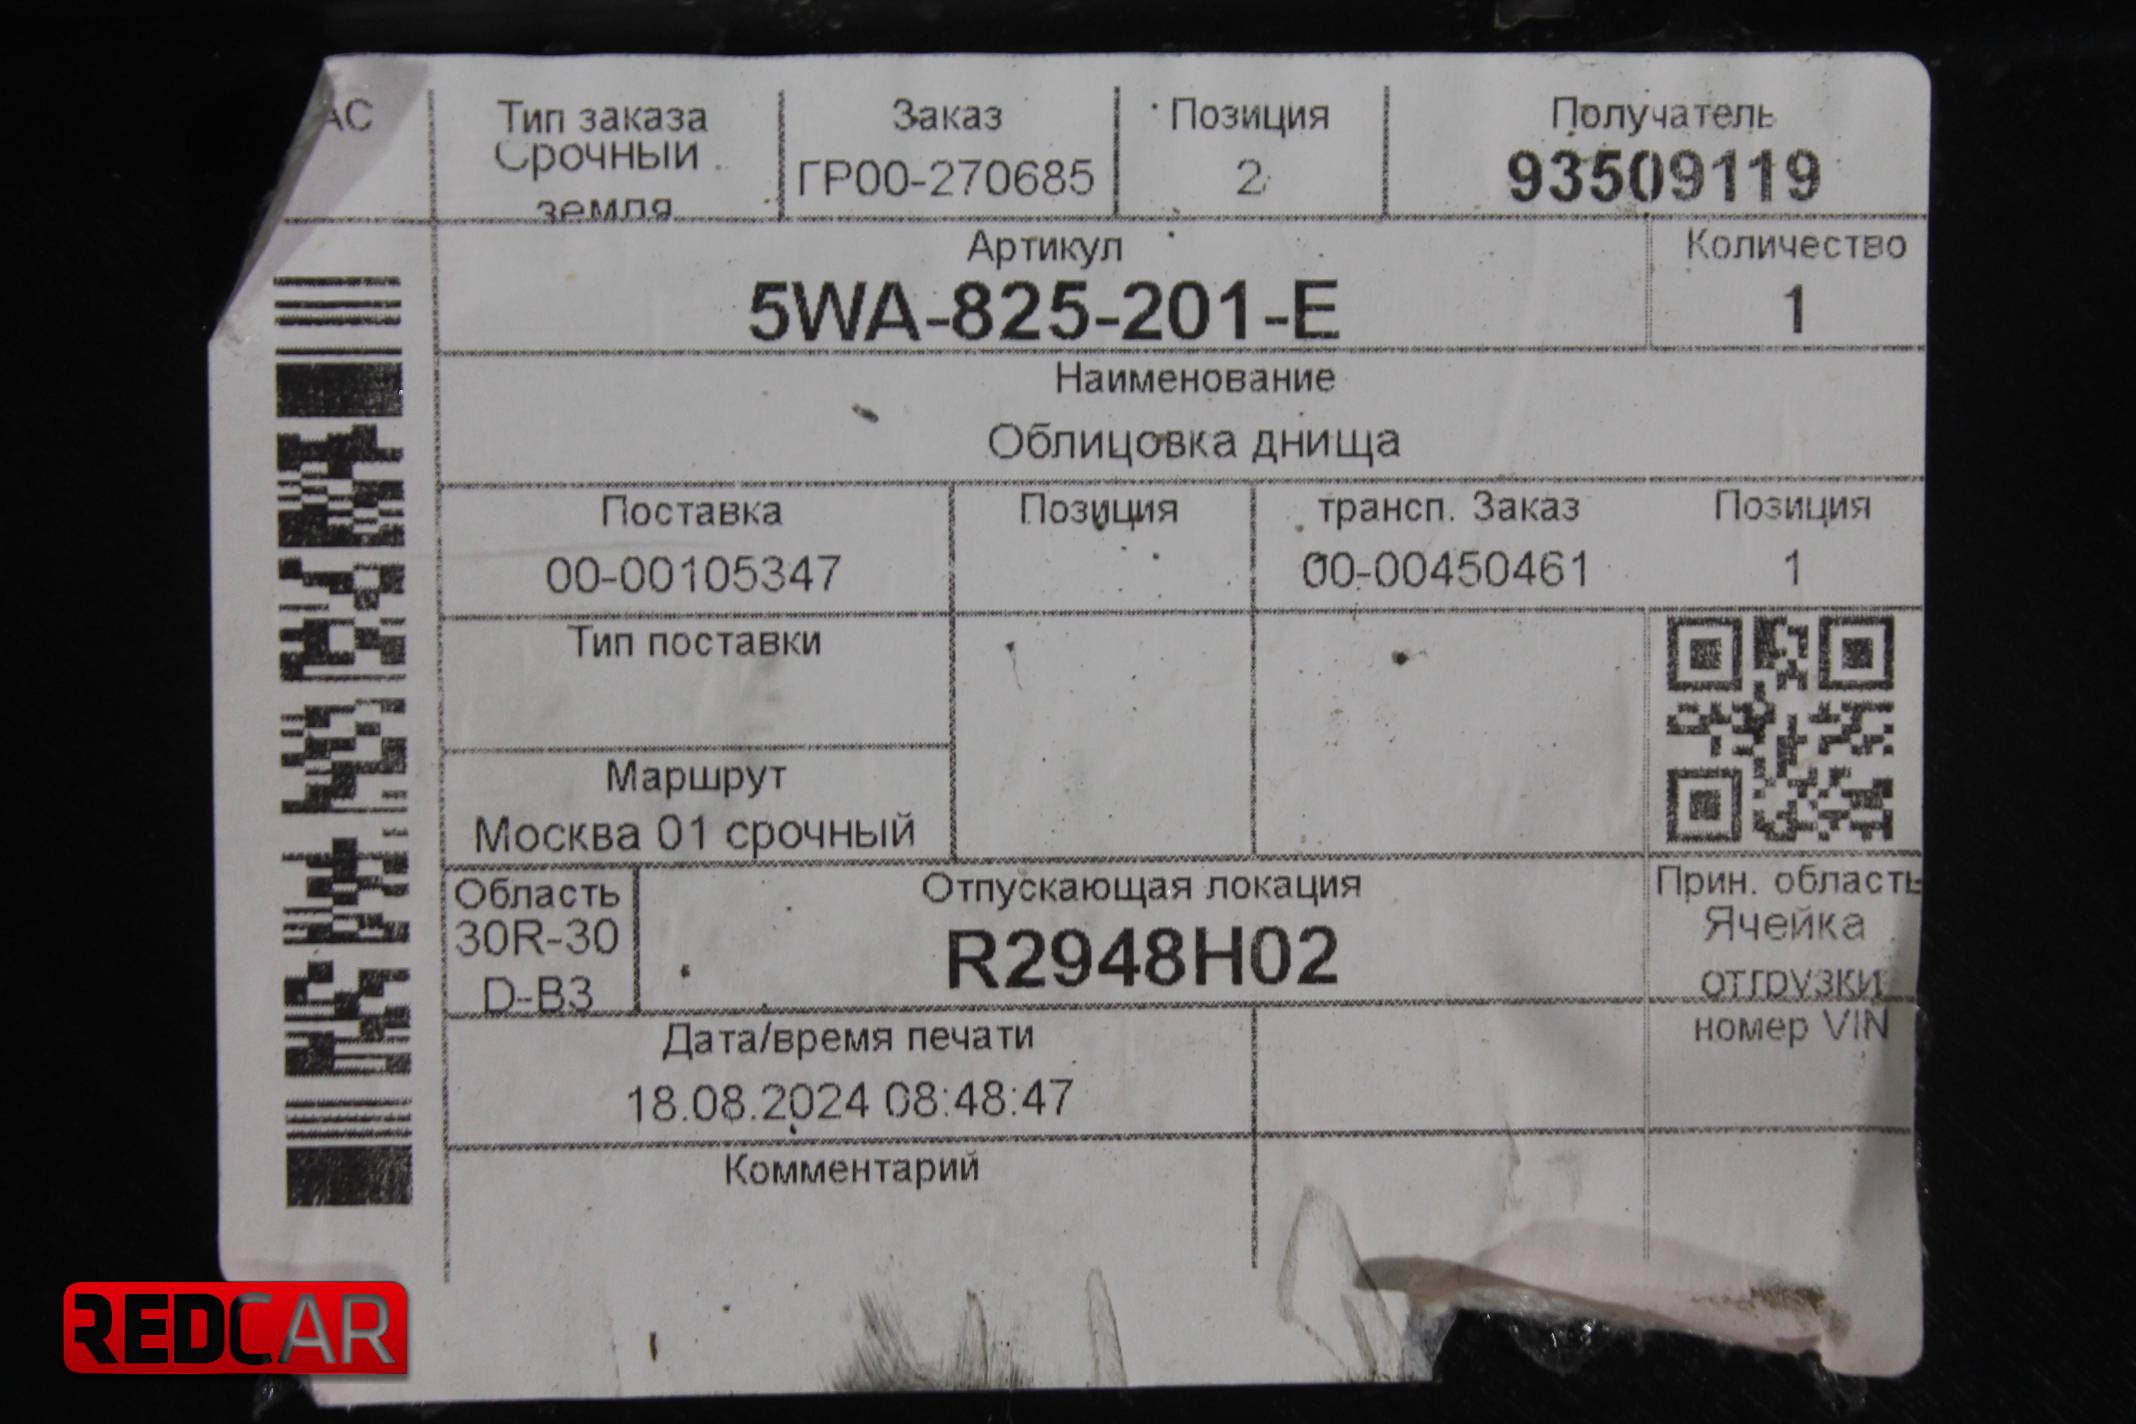 АС
Тип заказа
Срочный
земля
Заказ
ГР00-270685
Позиция
2
Получатель
93509119
Артикул
5WA-825-201-E
Количество
1
Наименование
Облицовка днища
Поставка
00-00105347
Позиция
трансп. Заказ
00-00450461
Позиция
1
Тип поставки
Маршрут
Москва 01 срочный
Область
30R-30
D-B3
Отпускающая локация
R2948H02
Прин. область
Ячейка
отгрузки
номер VIN
Дата/время печати
18.08.2024 08:48:47
Комментарий
REDCAR